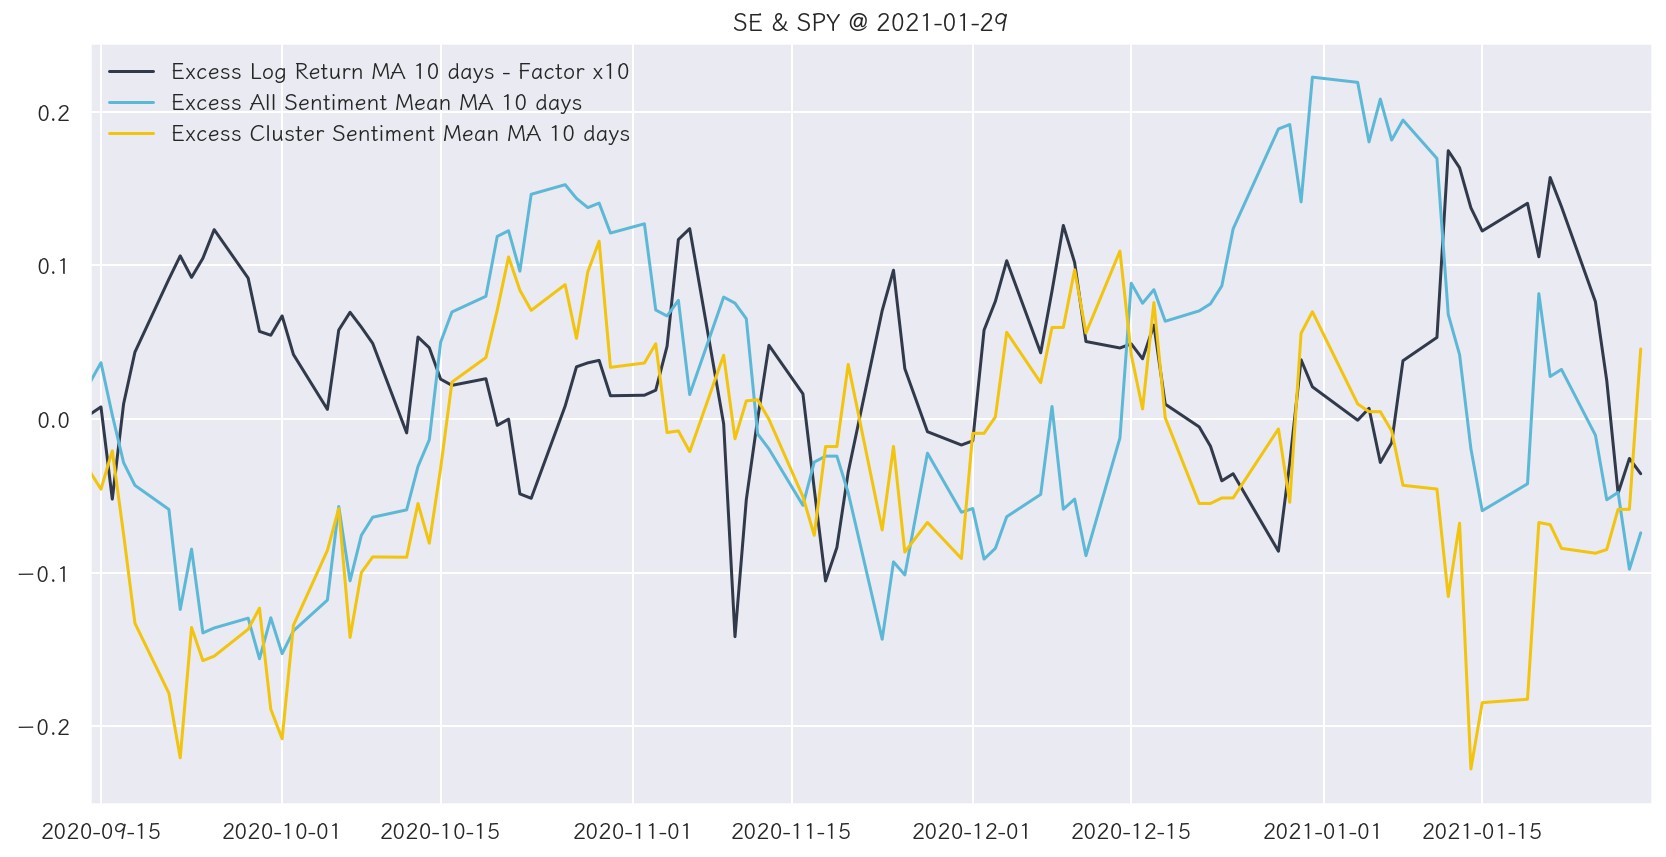 SE & SPY @ 2021-01-29
Excess Log Return MA 10 days - Factor x10
Excess All Sentiment Mean MA 10 days
Excess Cluster Sentiment Mean MA 10 days
0.2
0.1
0.0
−0.1
−0.2
2020-09-15 2020-10-01 2020-10-15 2020-11-01 2020-11-15 2020-12-01 2020-12-15 2021-01-01 2021-01-15